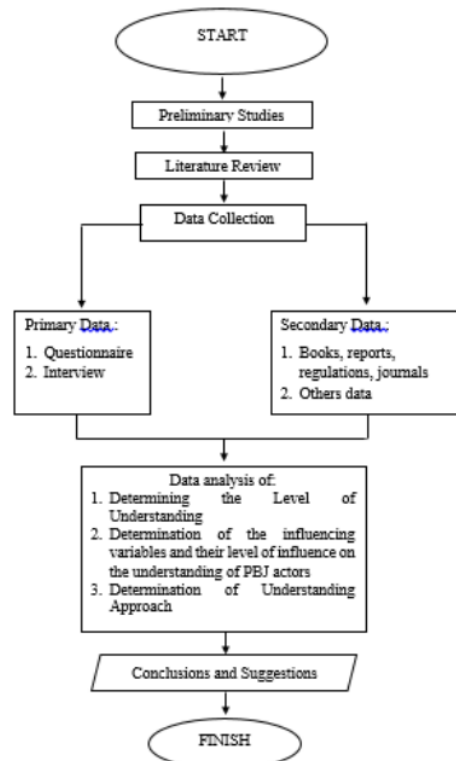 START
Preliminary Studies
Literature Review
Data Collection
Primary Data.:
1. Questionnaire
2. Interview
Secondary Data.:
1. Books, reports,
regulations, journals
2. Others data
Data analysis of:
1. Determining the Level of
Understanding
2. Determination of the influencing
variables and their level of influence on
the understanding of PBJ actors
3. Determination of Understanding
Approach
Conclusions and Suggestions
FINISH